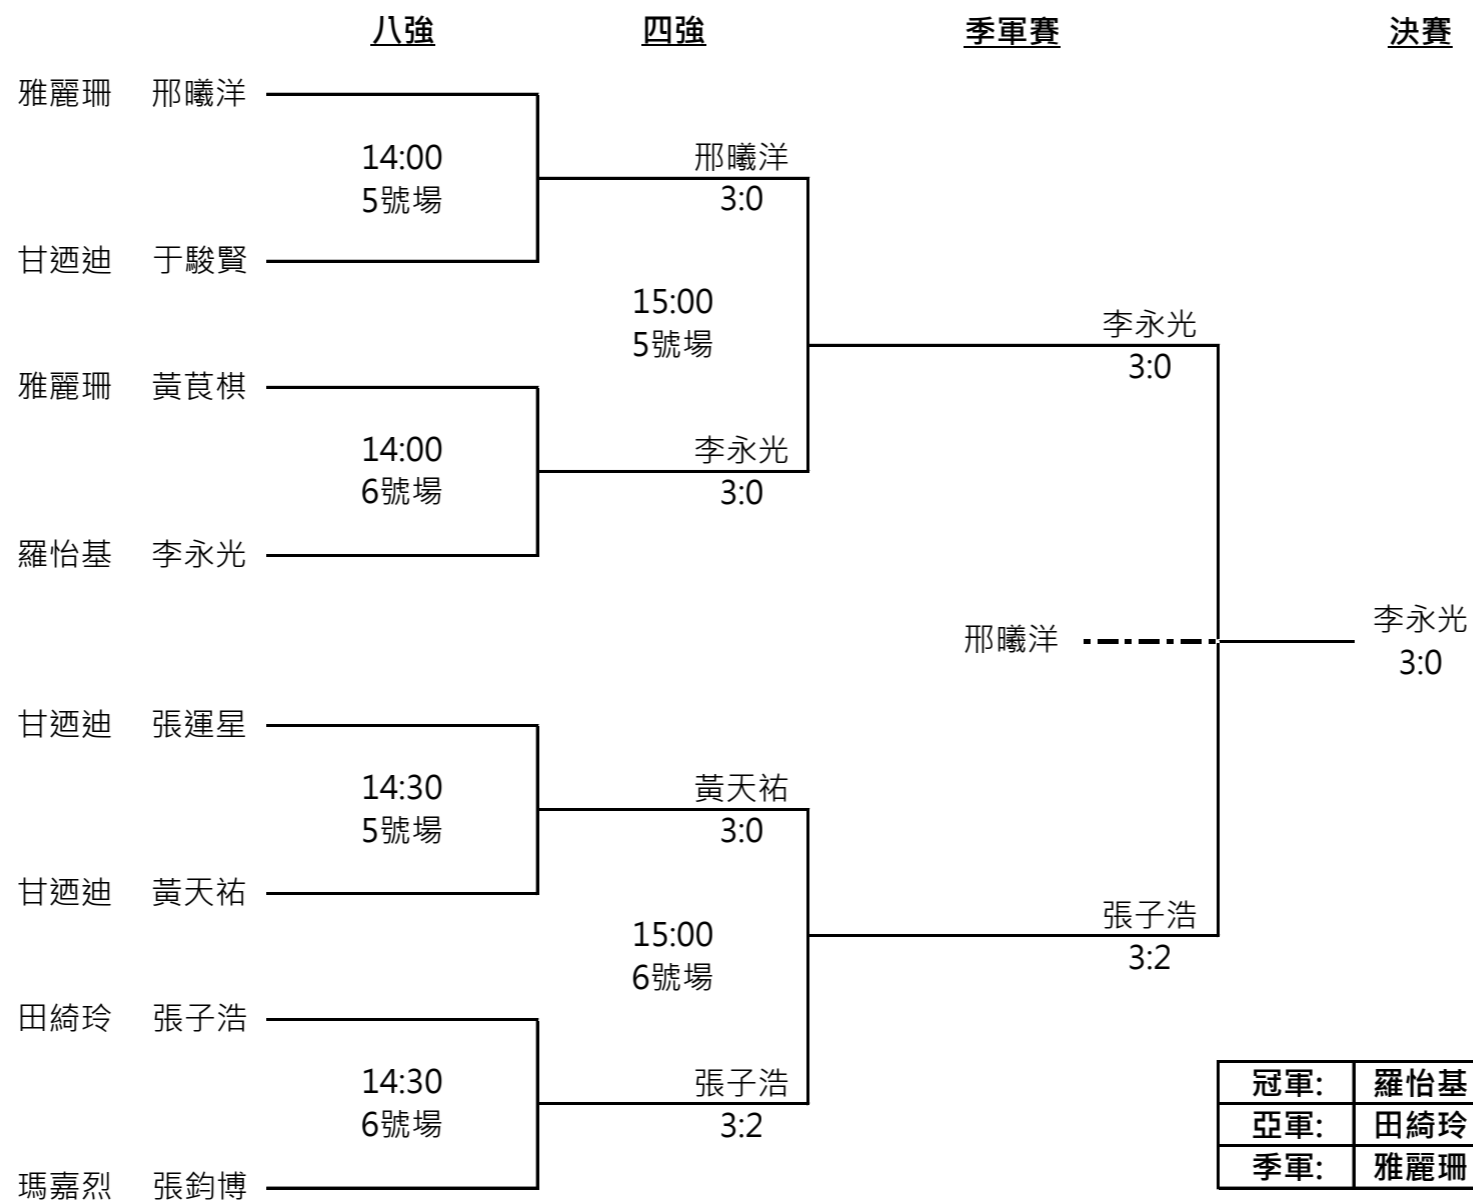 八強 四強 季軍賽 決賽
雅麗珊 邢曦洋
14:00 邢曦洋
5號場 3:0
甘迺迪 于駿賢
15:00
5號場 李永光
3:0
雅麗珊 黃莨棋
14:00 李永光
6號場 3:0
羅怡基 李永光
邢曦洋 李永光
3:0
甘迺迪 張運星
14:30 黃天祐
5號場 3:0
甘迺迪 黃天祐
15:00 張子浩
6號場 3:2
田綺玲 張子浩
14:30 張子浩
6號場 3:2
瑪嘉烈 張鈞博
冠軍: 羅怡基
亞軍: 田綺玲
季軍: 雅麗珊